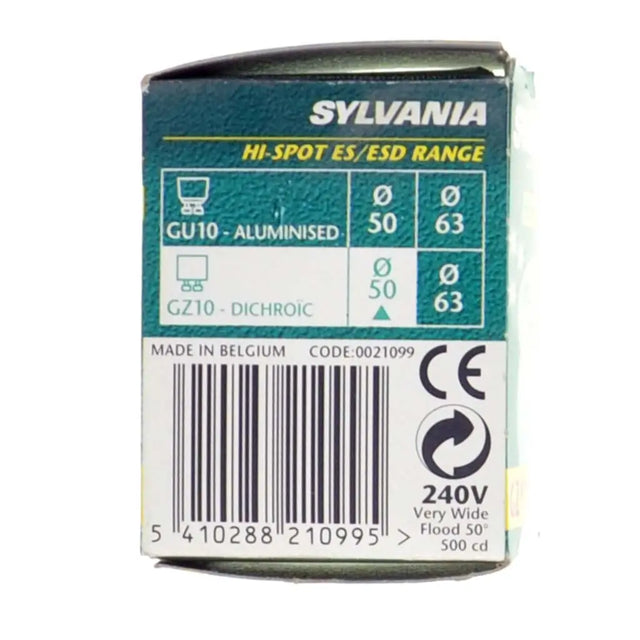 SYLVANIA
HI-SPOT ES/ESD RANGE
GU10 - ALUMINISED
Ø
50
Ø
63
GZ10 - DICHROÏC
Ø
50
Ø
63
MADE IN BELGIUM CODE:0021099
CE
240V
Very Wide
Flood 50°
500 cd
5 410288 210995 >